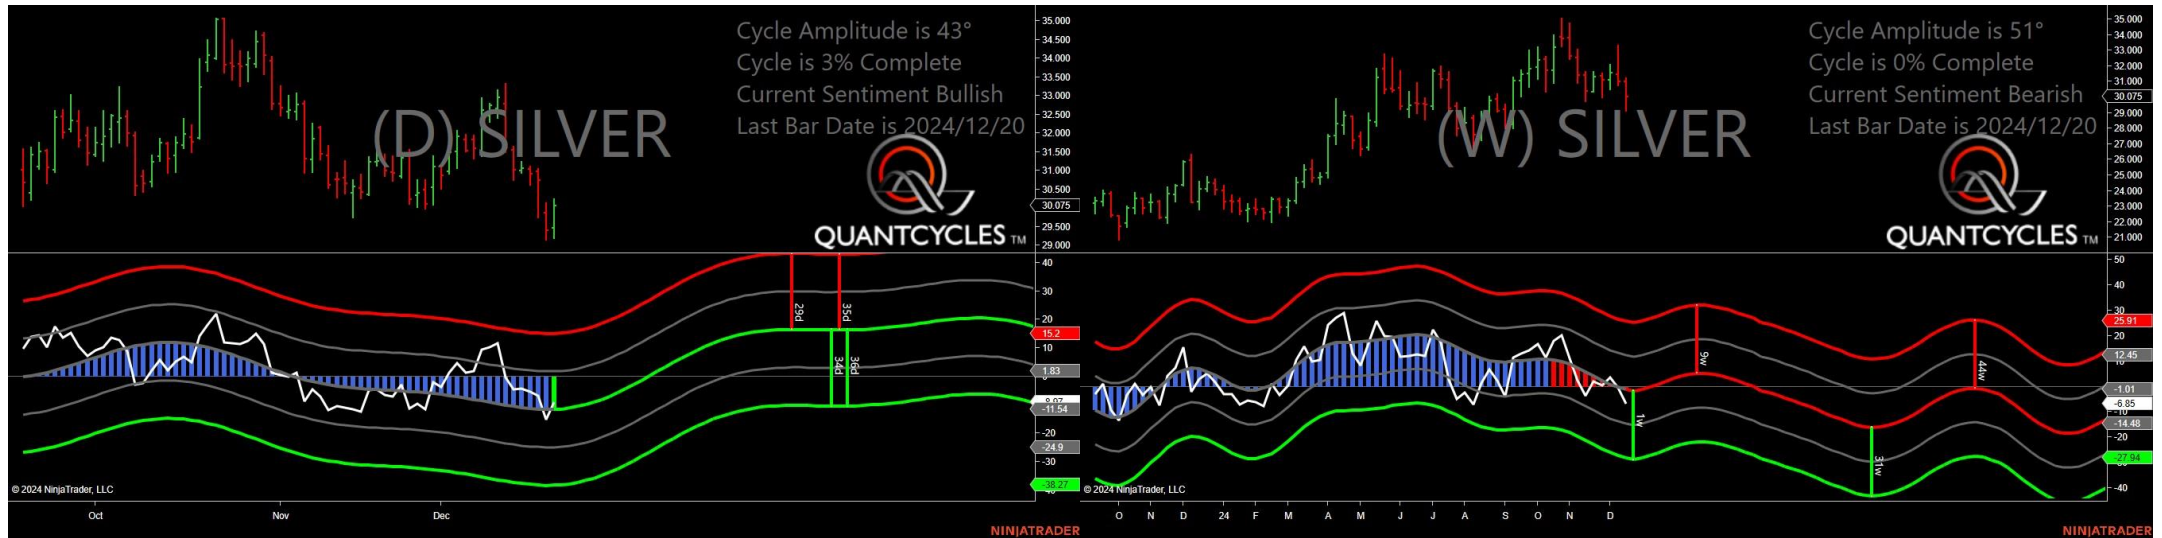 Cycle Amplitude is 43°
Cycle is 3% Complete
Current Sentiment Bullish
Last Bar Date is 2024/12/20
(D) SILVER
QUANTCYCLES TM
35.000
34.500
34.000
33.500
33.000
32.500
32.000
31.500
31.000
30.500
30.075
29.500
29.000
40
30
20
15.2
10
1.83
0
-8.07
-11.54
-20
-24.9
-30
-38.27
29d
35d
34d
36d
© 2024 NinjaTrader, LLC
Oct
Nov
Dec
NINJATRADER
Cycle Amplitude is 51°
Cycle is 0% Complete
Current Sentiment Bearish
Last Bar Date is 2024/12/20
(W) SILVER
QUANTCYCLES TM
35.000
34.000
33.000
32.000
31.000
30.075
29.000
28.000
27.000
26.000
25.000
24.000
23.000
22.000
21.000
50
40
30
25.91
20
12.45
-1.01
-6.85
-10
-14.48
-20
-27.94
-40
9w
44w
1w
31w
© 2024 NinjaTrader, LLC
O
N
D
24
F
M
A
M
J
J
A
S
O
N
D
NINJATRADER